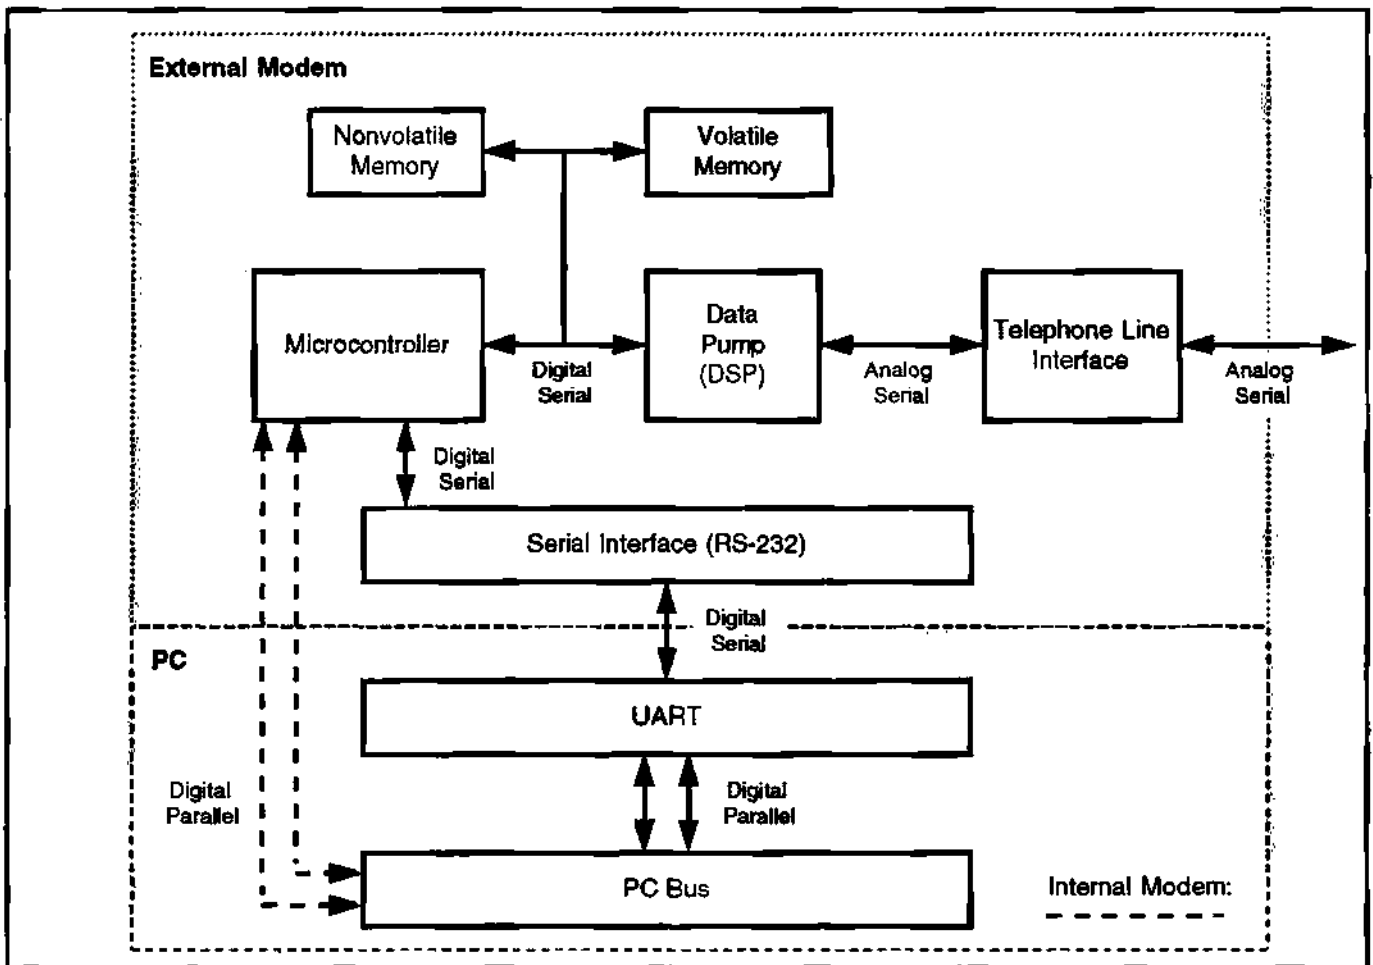 External Modem
Nonvolatile
Memory
Volatile
Memory
Microcontroller
Digital
Serial
Data
Pump
(DSP)
Analog
Serial
Telephone Line
Interface
Analog
Serial
Digital
Serial
Serial Interface (RS-232)
Digital
Serial
PC
UART
Digital
Parallel
Digital
Parallel
PC Bus
Internal Modem: